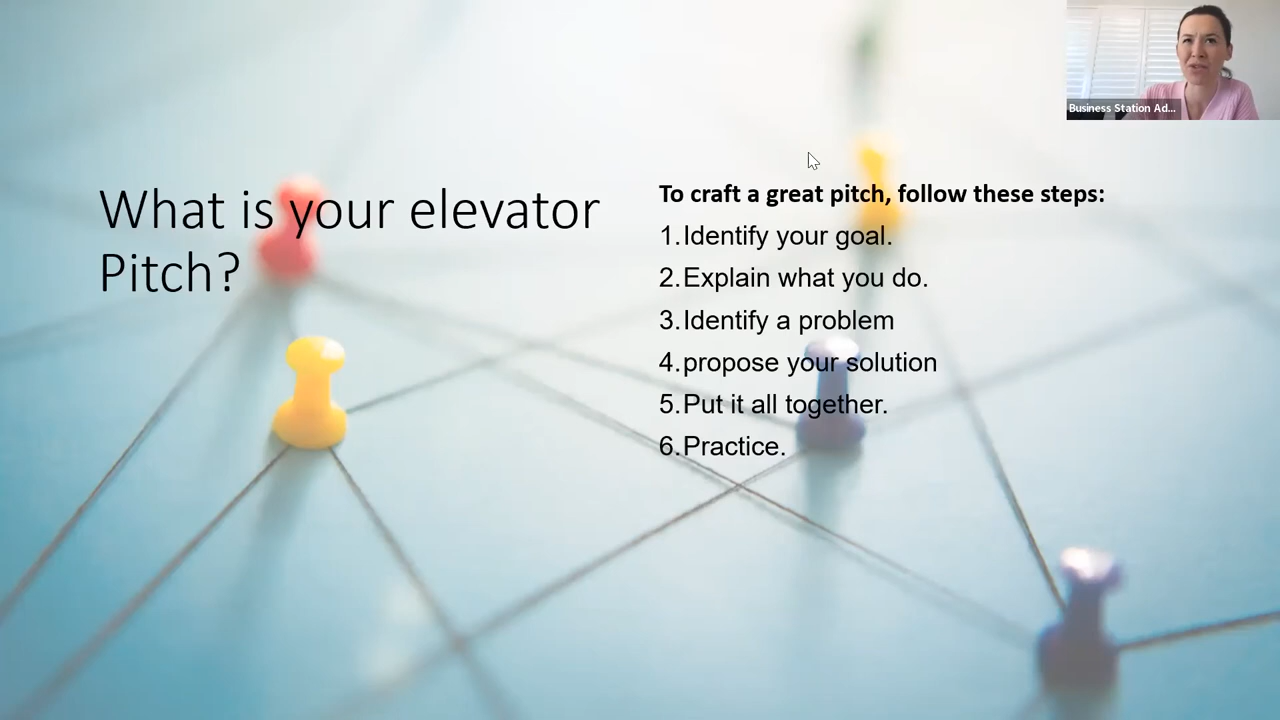 Business Station Ad...
What is your elevator
Pitch?
To craft a great pitch, follow these steps:
1. Identify your goal.
2. Explain what you do.
3. Identify a problem
4. propose your solution
5. Put it all together.
6. Practice.